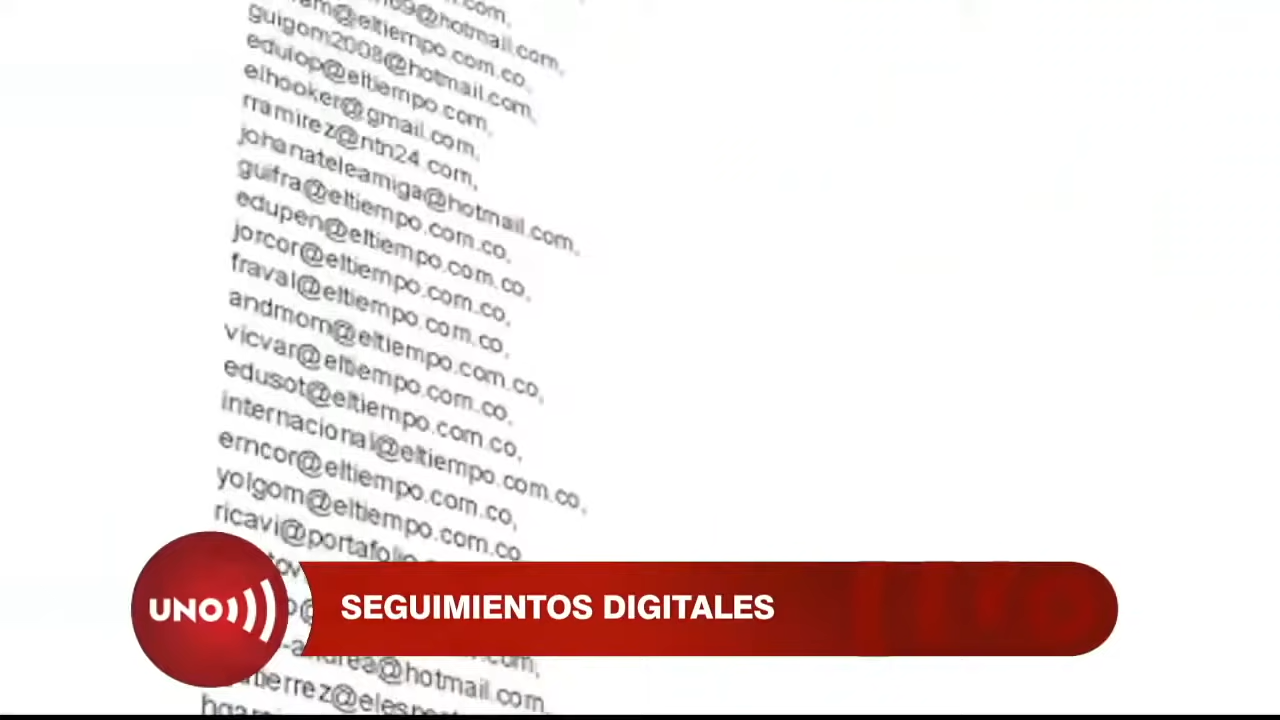 guigom2008@hotmail.com,
edulop@eltiempo.com,
elhooker@gmail.com,
rramirez@ntn24.com,
johanateleamiga@hotmail.com,
guifra@eltiempo.com.co,
edupen@eltiempo.com.co,
jorcor@eltiempo.com.co,
fraval@eltiempo.com.co,
andmom@eltiempo.com.co,
vicvar@eltiempo.com.co,
edusot@eltiempo.com.co,
internacional@eltiempo.com.co,
erncor@eltiempo.com.co,
yolgom@eltiempo.com.co
UNO
SEGUIMIENTOS DIGITALES